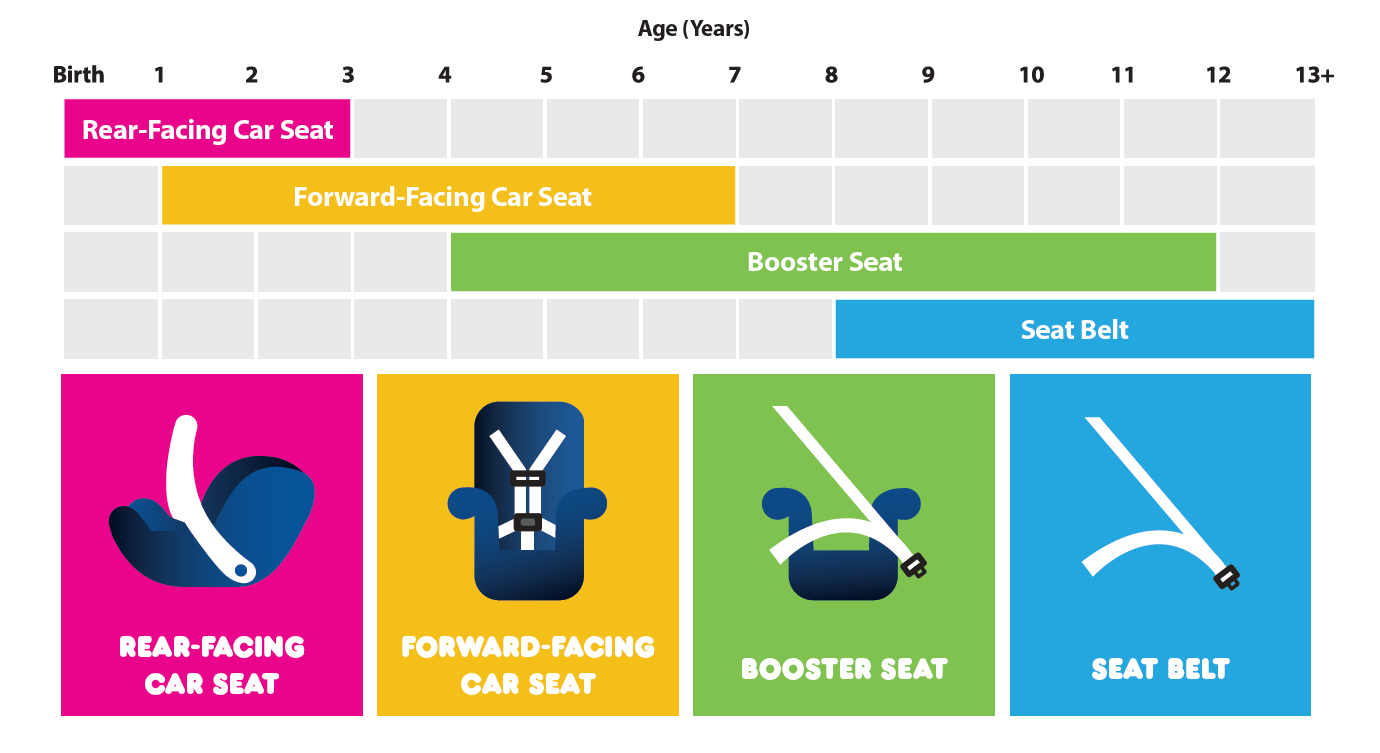 Age (Years)
Birth 1 2 3 4 5 6 7 8 9 10 11 12 13+
Rear-Facing Car Seat
Forward-Facing Car Seat
Booster Seat
Seat Belt
REAR-FACING
CAR SEAT
FORWARD-FACING
CAR SEAT
BOOSTER SEAT
SEAT BELT